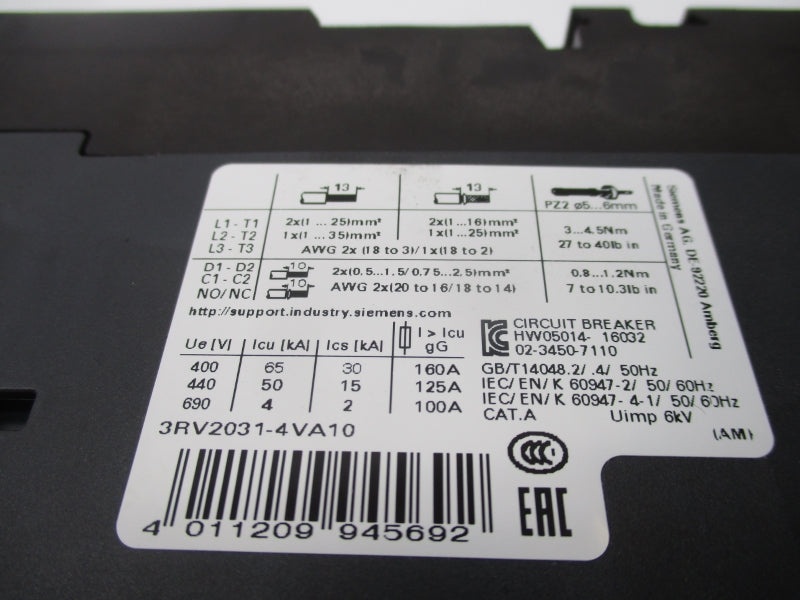 13
13
PZ2 ø5...6mm
L1 - T1
L2 - T2
L3 - T3
2x(1 ...25)mm²
1x(1 ...35)mm²
2x(1...16)mm²
1x(1...25)mm²
AWG 2x (18 to 3)/1x(18 to 2)
3...4.5Nm
27 to 40lb in
D1 - D2
C1 - C2
NO/NC
10
10
2x(0.5...1.5/0.75...2.5)mm²
AWG 2x(20 to 16/18 to 14)
0.8...1.2Nm
7 to 10.3lb in
Siemens AG, DE-92220 Amberg
Made in Germany
http://support.industry.siemens.com
Ue [V] Icu [kA] Ics [kA] I > Icu
gG
400 65 30 160A
440 50 15 125A
690 4 2 100A
CIRCUIT BREAKER
HW05014- 16032
02-3450-7110
GB/T14048.2/.4/ 50Hz
IEC/EN/K 60947-2/ 50/60Hz
IEC/EN/K 60947-4-1/ 50/60Hz
CAT.A Uimp 6kV
(AM)
3RV2031-4VA10
CCC
EAC
4 011209 945692